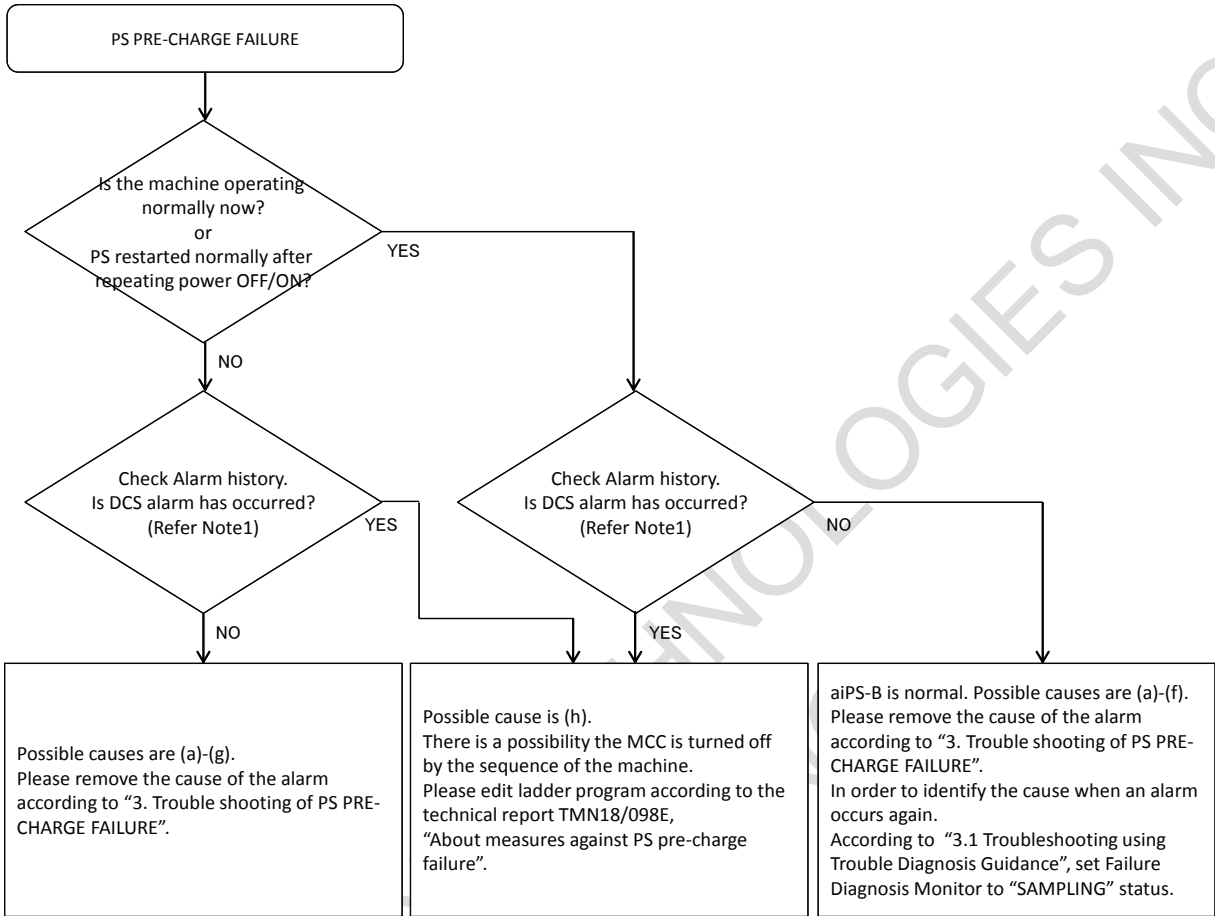 PS PRE-CHARGE FAILURE
Is the machine operating
normally now?
or
PS restarted normally after
repeating power OFF/ON?
YES
NO
Check Alarm history.
Is DCS alarm has occurred?
(Refer Note1)
YES
NO
Check Alarm history.
Is DCS alarm has occurred?
(Refer Note1)
NO
YES
Possible causes are (a)-(g).
Please remove the cause of the alarm
according to “3. Trouble shooting of PS PRE-
CHARGE FAILURE”.
Possible cause is (h).
There is a possibility the MCC is turned off
by the sequence of the machine.
Please edit ladder program according to the
technical report TMN18/098E,
“About measures against PS pre-charge
failure”.
aiPS-B is normal. Possible causes are (a)-(f).
Please remove the cause of the alarm
according to “3. Trouble shooting of PS PRE-
CHARGE FAILURE”.
In order to identify the cause when an alarm
occurs again.
According to “3.1 Troubleshooting using
Trouble Diagnosis Guidance”, set Failure
Diagnosis Monitor to “SAMPLING” status.
HNOLOGIES INC